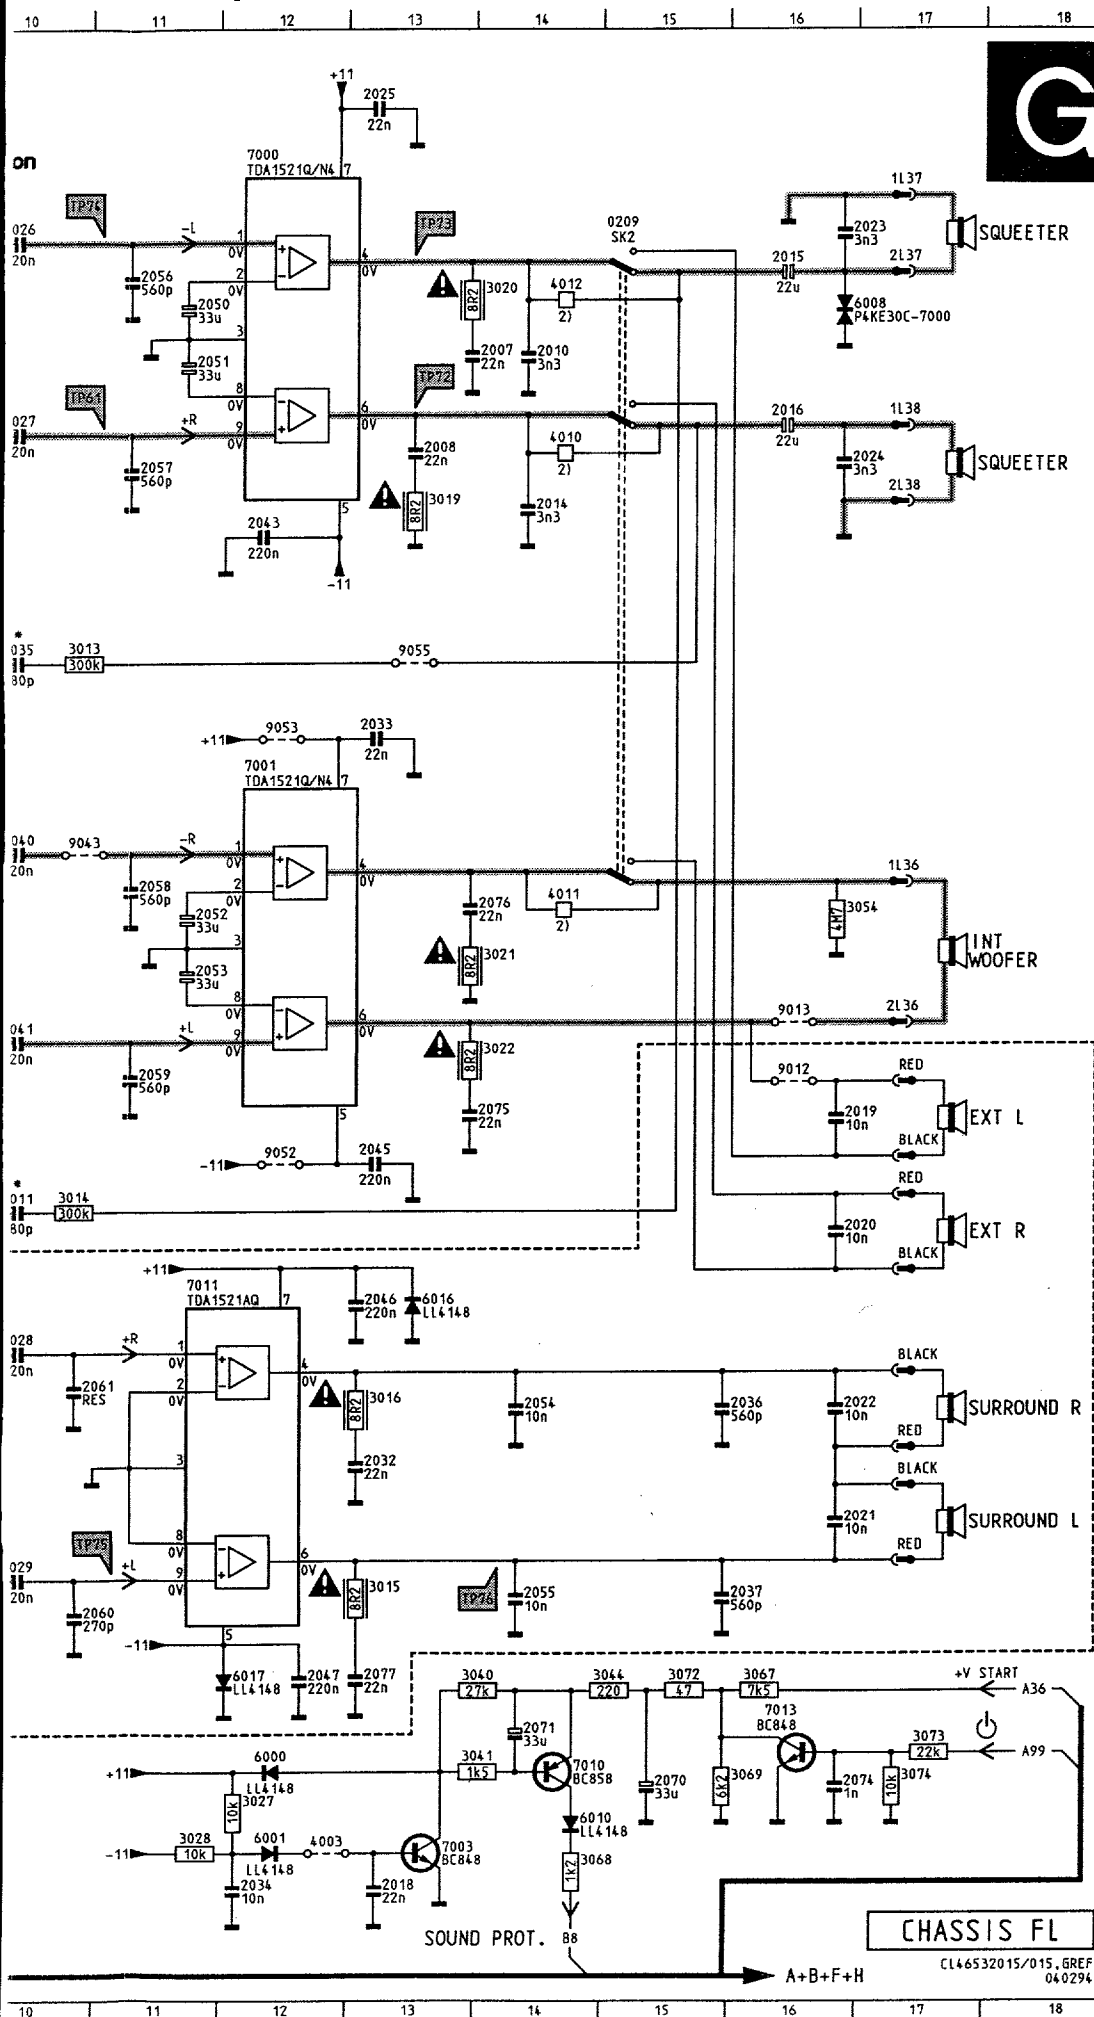 10 11 12 13 14 15 16 17 18
G
on
+11
2025
22n
7000
TDA1521Q/N4 7
TP74
026
20n
-L
1
0V
2
0V
2056
560p
2050
33u
3
2051
33u
8
0V
TP61
027
20n
+R
9
0V
2057
560p
4
0V
TP73
3020
8R2
2007
22n
2010
3n3
4012
2)
0209
SK2
2015
22u
2023
3n3
1L37
2L37
SQUEETER
6008
P4KE30C-7000
6
0V
TP72
2008
22n
3019
8R2
4010
2)
2014
3n3
2016
22u
2024
3n3
1L38
2L38
SQUEETER
5
2043
220n
-11
*
035
80p
3013
300k
9055
+11
9053
2033
22n
7001
TDA1521Q/N4 7
040
20n
9043
-R
1
0V
2
0V
2058
560p
2052
33u
3
2053
33u
8
0V
041
20n
+L
9
0V
2059
560p
4
0V
2076
22n
3021
8R2
4011
2)
3054
4M7
1L36
INT
WOOFER
6
0V
3022
8R2
2075
22n
9013
2L36
9012
RED
2019
10n
EXT L
BLACK
5
-11
9052
2045
220n
*
011
80p
3014
300k
RED
2020
10n
EXT R
BLACK
+11
7011
TDA1521AQ 7
2046
220n
6016
LL4148
028
20n
+R
1
0V
2
0V
2061
RES
3
8
0V
TP75
029
20n
+L
9
0V
2060
270p
4
0V
3016
8R2
2032
22n
2054
10n
2036
560p
2022
10n
BLACK
SURROUND R
RED
BLACK
2021
10n
SURROUND L
RED
6
0V
3015
8R2
TP76
2055
10n
2037
560p
-11
5
6017
LL4148
2047
220n
2077
22n
3040
27k
3044
220
3072
47
3067
7k5
+V START
A36
2071
33u
7013
BC848
3073
22k
A99
+11
6000
LL4148
3041
1k5
7010
BC858
2070
33u
3069
6k2
2074
1n
3074
10k
3027
10k
6010
LL4148
-11
3028
10k
6001
LL4148
4003
7003
BC848
3068
1k2
2034
10n
2018
22n
SOUND PROT. B8
CHASSIS FL
CL46532015/015.GREF
040294
A+B+F+H
10 11 12 13 14 15 16 17 18